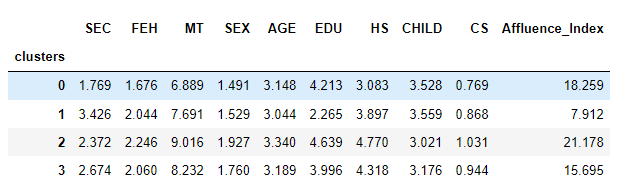 SEC FEH MT SEX AGE EDU HS CHILD CS Affluence_Index
clusters
0 1.769 1.676 6.889 1.491 3.148 4.213 3.083 3.528 0.769 18.259
1 3.426 2.044 7.691 1.529 3.044 2.265 3.897 3.559 0.868 7.912
2 2.372 2.246 9.016 1.927 3.340 4.639 4.770 3.021 1.031 21.178
3 2.674 2.060 8.232 1.760 3.189 3.996 4.318 3.176 0.944 15.695